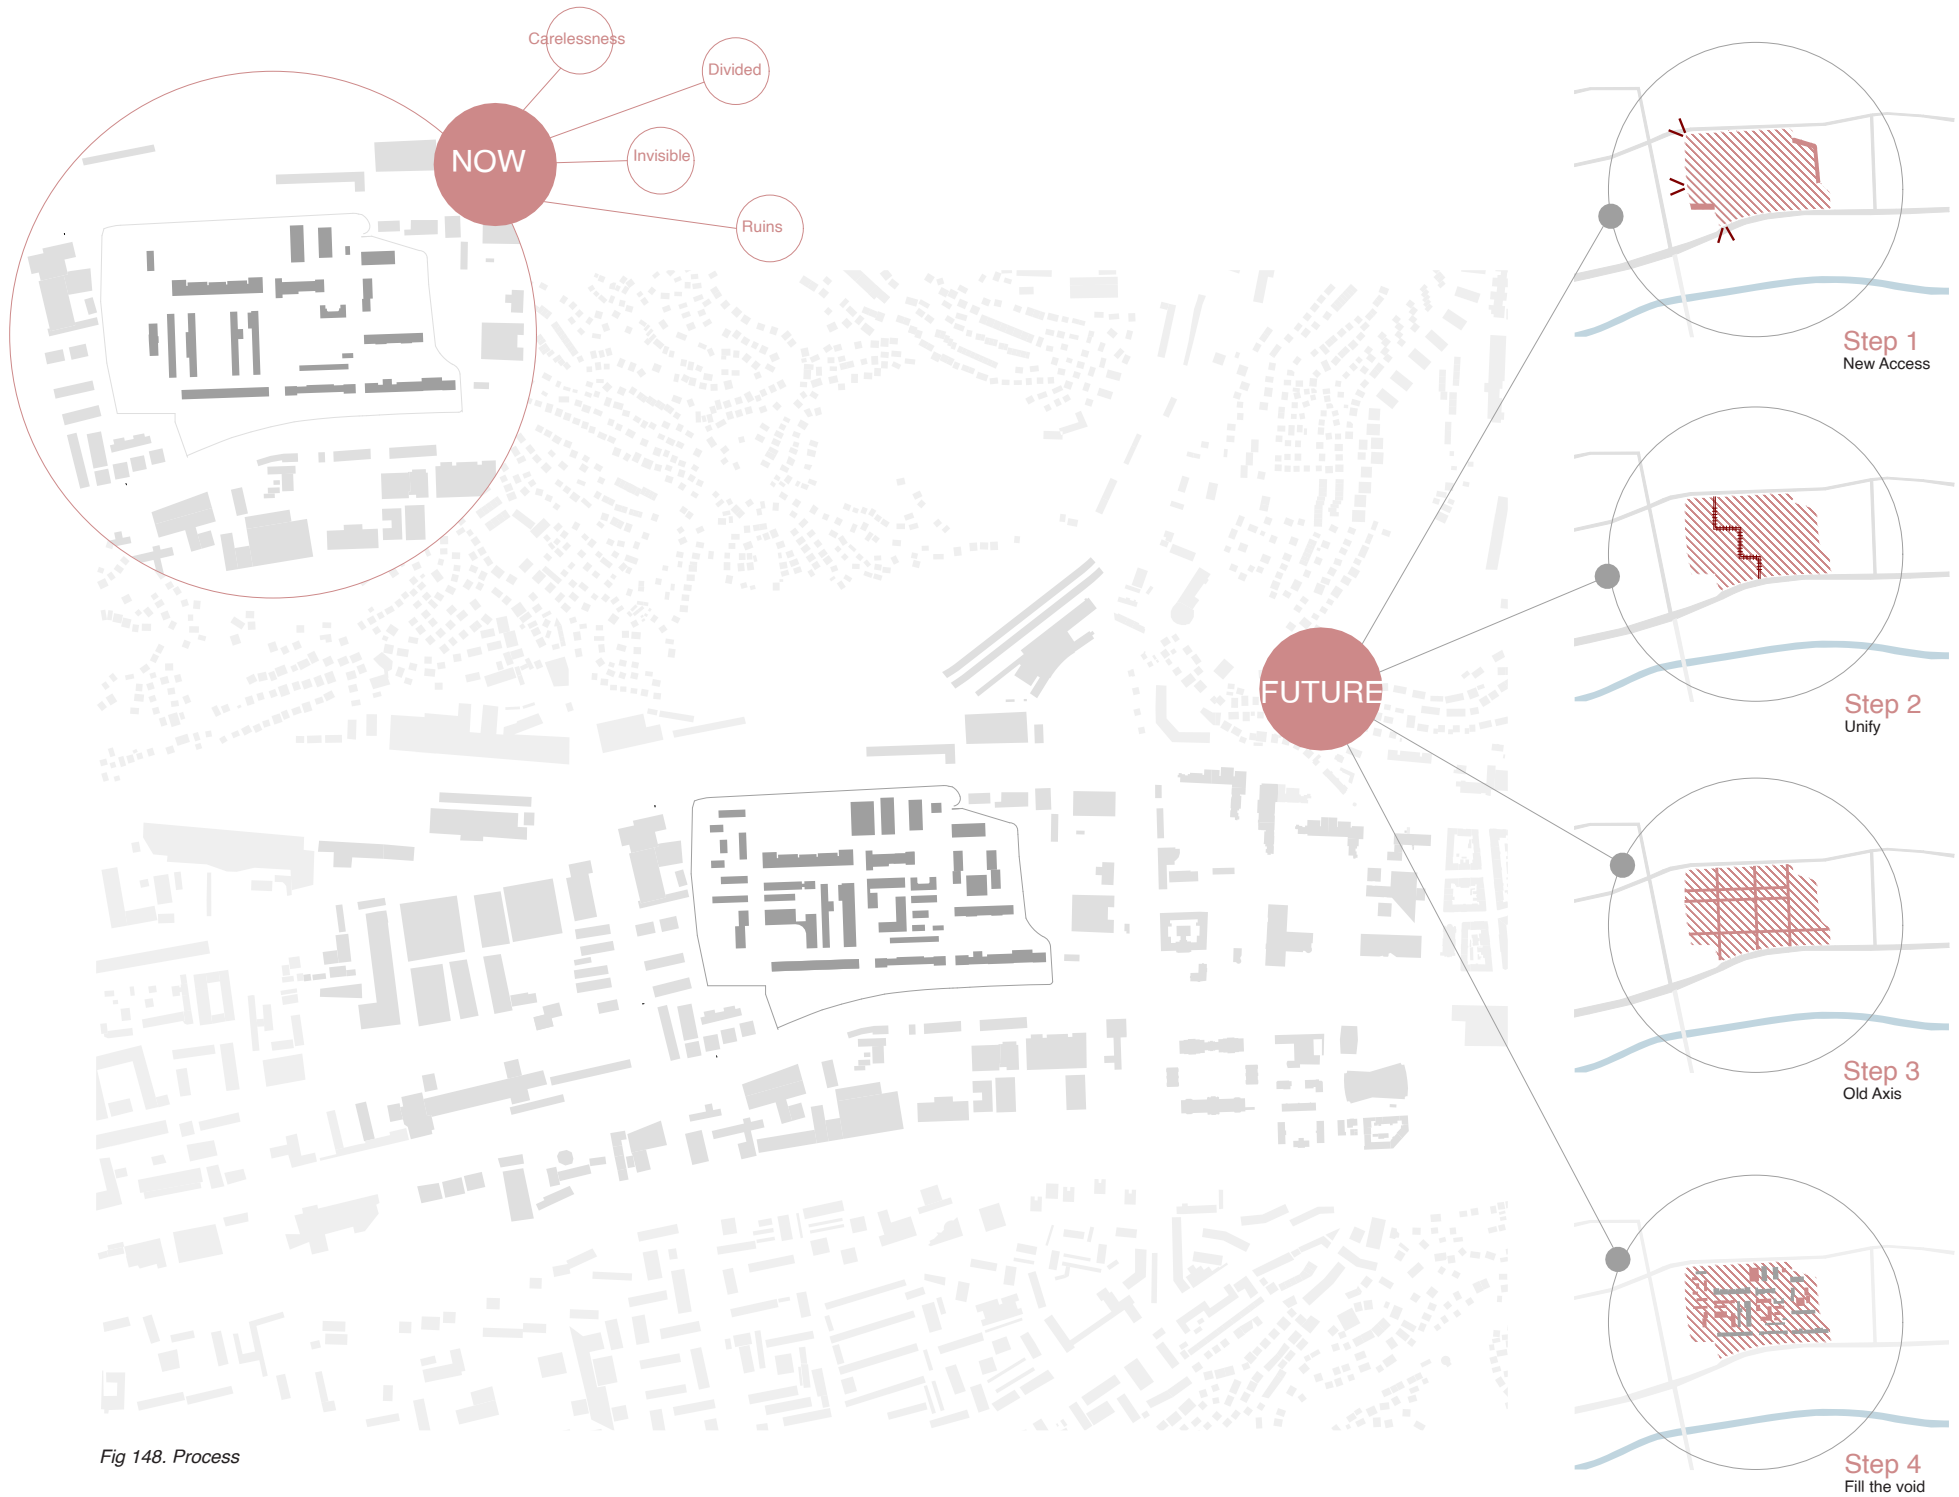 Carelessness
Divided
NOW
Invisible
Ruins
Step 1
New Access
FUTURE
Step 2
Unify
Step 3
Old Axis
Step 4
Fill the void
Fig 148. Process